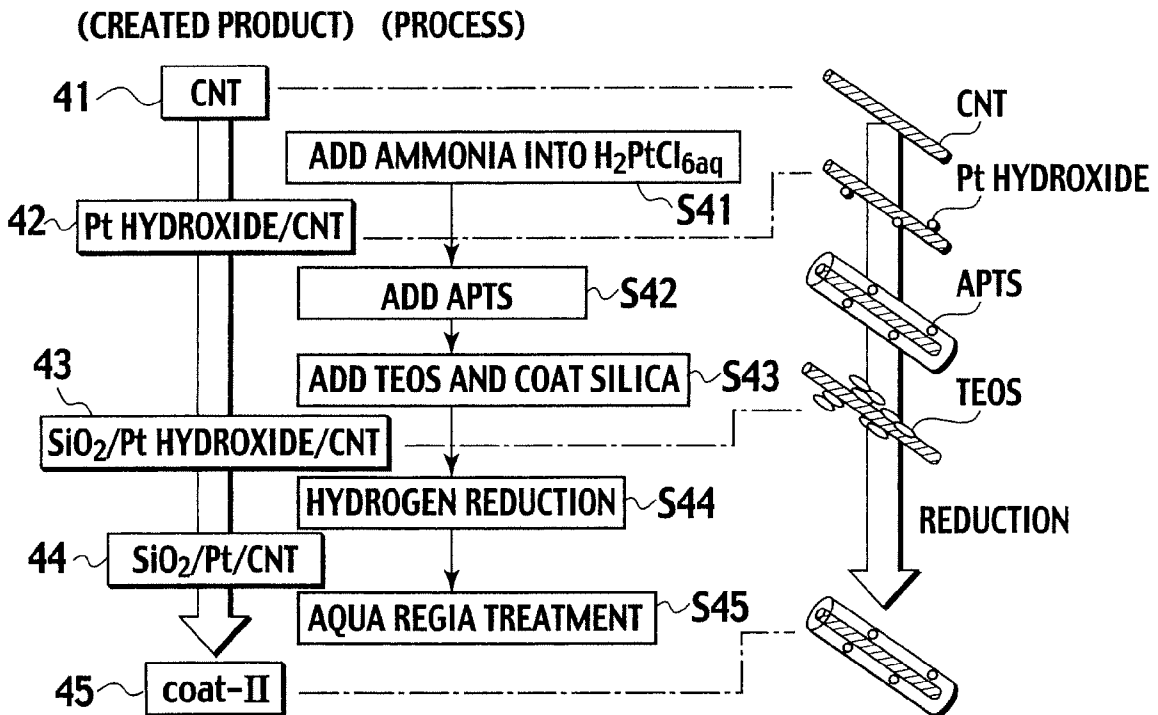 (CREATED PRODUCT) (PROCESS)
41 CNT
CNT
ADD AMMONIA INTO H₂PtCl₆aq
S41
Pt HYDROXIDE
42 Pt HYDROXIDE/CNT
ADD APTS S42
APTS
ADD TEOS AND COAT SILICA S43
TEOS
43
SiO₂/Pt HYDROXIDE/CNT
HYDROGEN REDUCTION S44
REDUCTION
44 SiO₂/Pt/CNT
AQUA REGIA TREATMENT S45
45 coat-II